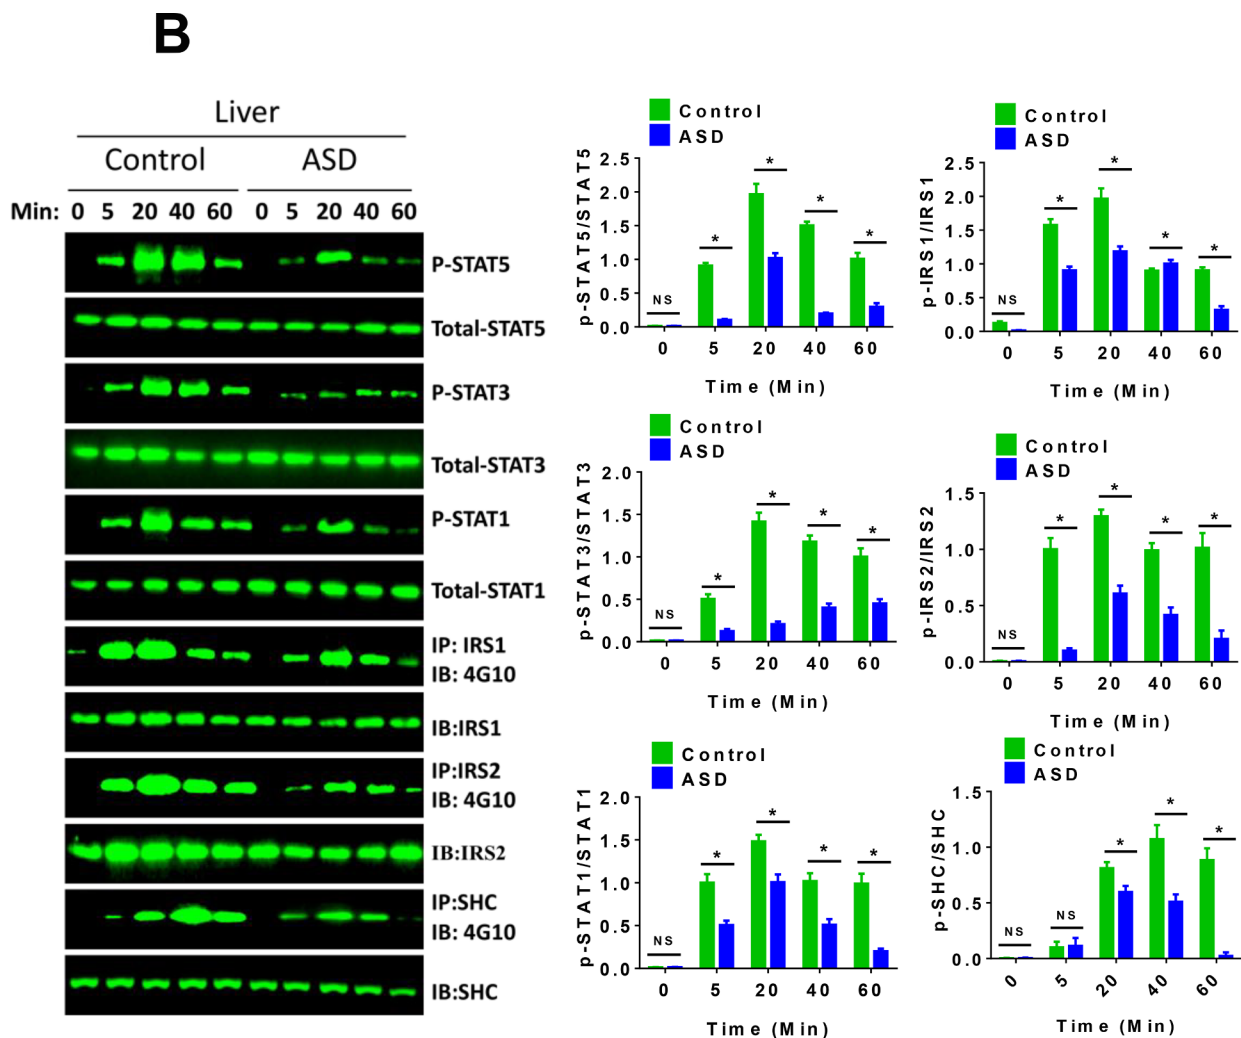 B
Liver
Control ASD
Min: 0 5 20 40 60 0 5 20 40 60
P-STAT5
Total-STAT5
P-STAT3
Total-STAT3
P-STAT1
Total-STAT1
IP: IRS1
IB: 4G10
IB:IRS1
IP:IRS2
IB: 4G10
IB:IRS2
IP:SHC
IB: 4G10
IB:SHC
Control
ASD
p-STAT5/STAT5
2.5
2.0
1.5
1.0
0.5
0.0
NS * * * *
0 5 20 40 60
Time (Min)
Control
ASD
p-IRS1/IRS1
2.5
2.0
1.5
1.0
0.5
0.0
NS * * * *
0 5 20 40 60
Time (Min)
Control
ASD
p-STAT3/STAT3
2.0
1.5
1.0
0.5
0.0
NS * * * *
0 5 20 40 60
Time (Min)
Control
ASD
p-IRS2/IRS2
1.5
1.0
0.5
0.0
NS * * * *
0 5 20 40 60
Time (Min)
Control
ASD
p-STAT1/STAT1
2.0
1.5
1.0
0.5
0.0
NS * * * *
0 5 20 40 60
Time (Min)
Control
ASD
p-SHC/SHC
1.5
1.0
0.5
0.0
NS NS * * *
0 5 20 40 60
Time (Min)